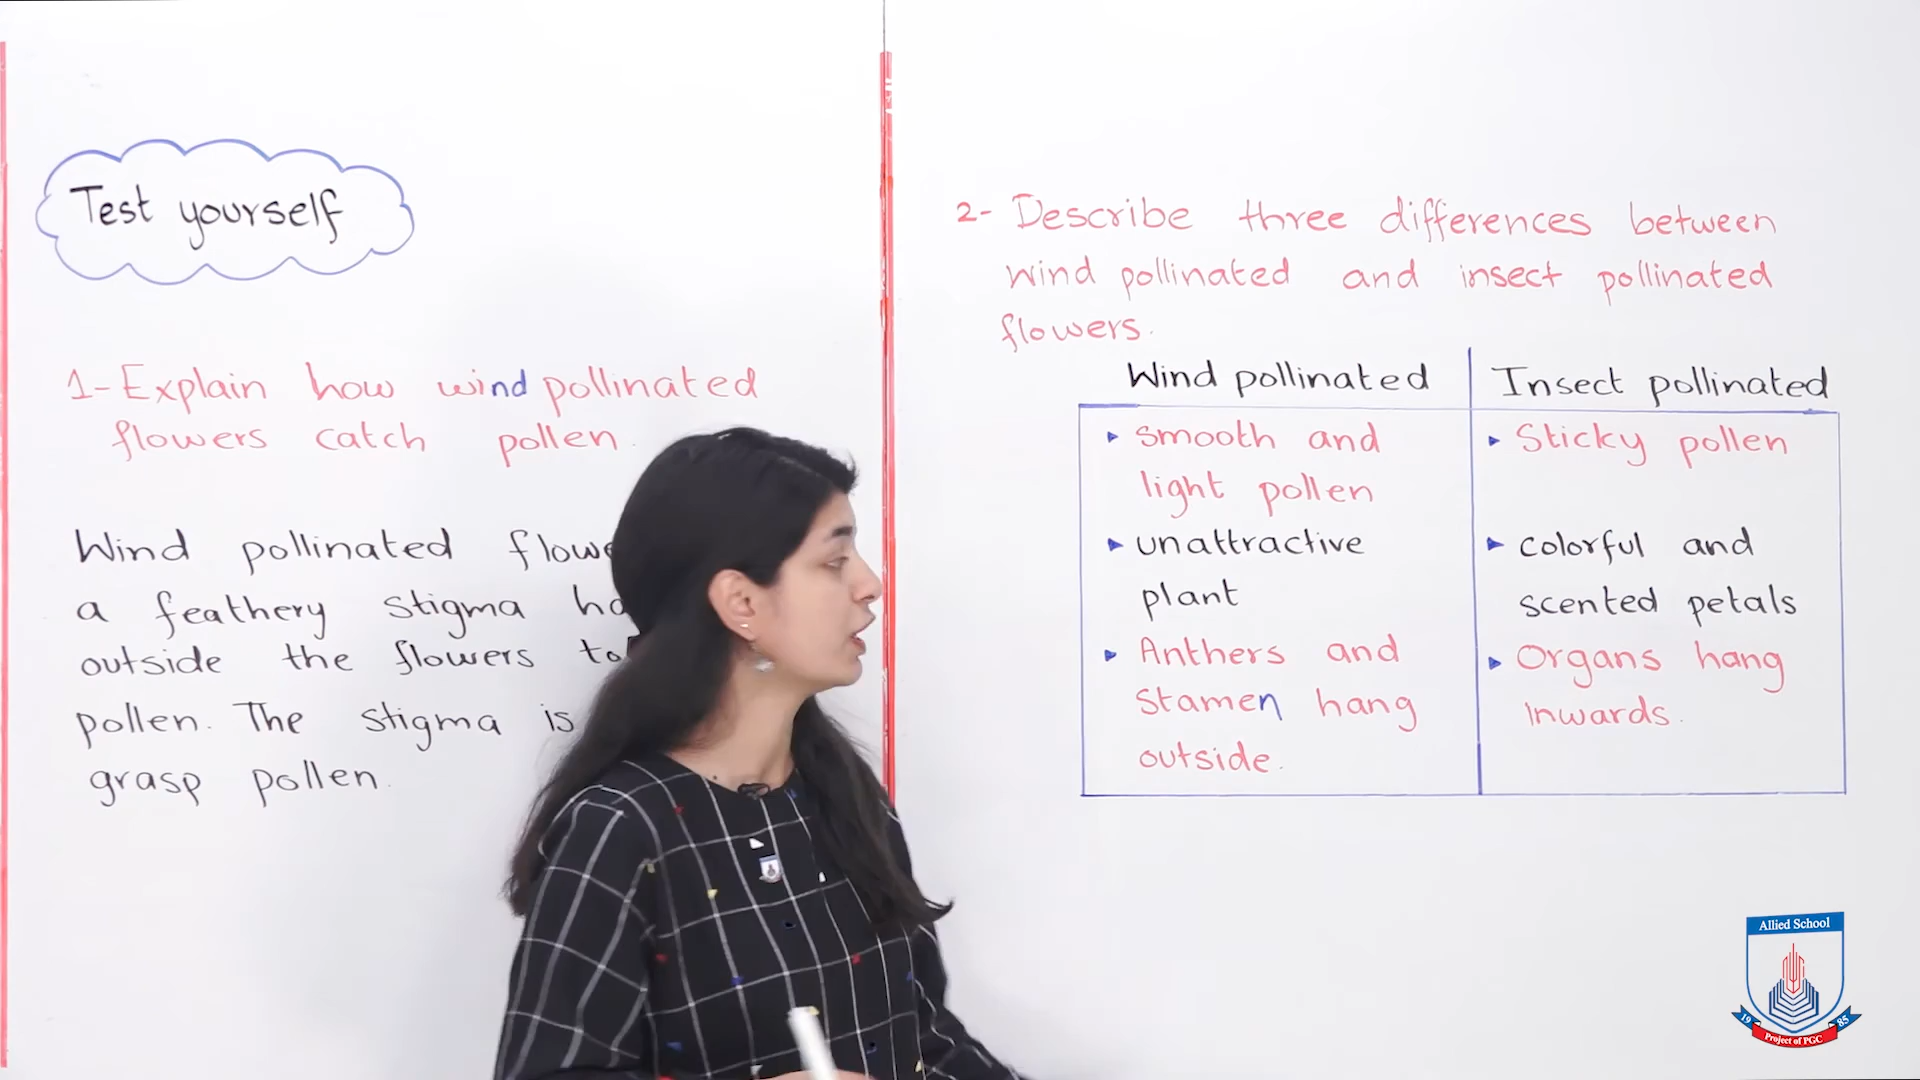 Test yourself
1- Explain how wind pollinated
flowers catch pollen.
Wind pollinated
a feathery stigma
outside the flowers to
pollen. The stigma is
grasp pollen.
2- Describe three differences between
wind pollinated and insect pollinated
flowers.
Wind pollinated Insect pollinated
smooth and
light pollen
unattractive
plant
Anthers and
Stamen hang
outside.
Sticky pollen
colorful and
scented petals
Organs hang
inwards.
Allied School
19 85
Project of PGC